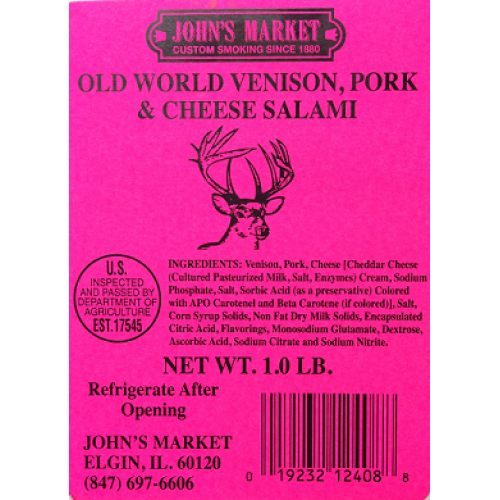 JOHN'S MARKET
CUSTOM SMOKING SINCE 1880
OLD WORLD VENISON, PORK
& CHEESE SALAMI
U.S.
INSPECTED
AND PASSED BY
DEPARTMENT OF
AGRICULTURE
EST.17545
INGREDIENTS: Venison, Pork, Cheese [Cheddar Cheese
(Cultured Pasteurized Milk, Salt, Enzymes) Cream, Sodium
Phosphate, Salt, Sorbic Acid (as a preservative) Colored
with APO Carotenel and Beta Carotene (if colored)], Salt,
Corn Syrup Solids, Non Fat Dry Milk Solids, Encapsulated
Citric Acid, Flavorings, Monosodium Glutamate, Dextrose,
Ascorbic Acid, Sodium Citrate and Sodium Nitrite.
NET WT. 1.0 LB.
Refrigerate After
Opening
JOHN'S MARKET
ELGIN, IL. 60120
(847) 697-6606
0 19232 12408 8